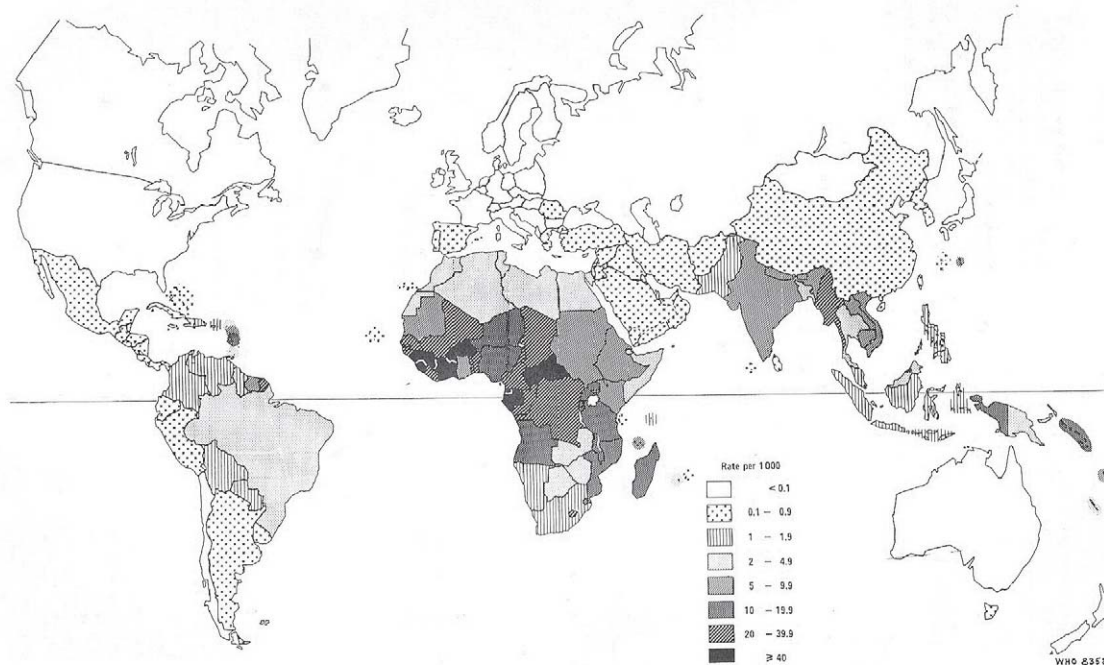 Rate per 1000
< 0.1
0.1 – 0.9
1 – 1.9
2 – 4.9
5 – 9.9
10 – 19.9
20 – 39.9
≥ 40
WHO